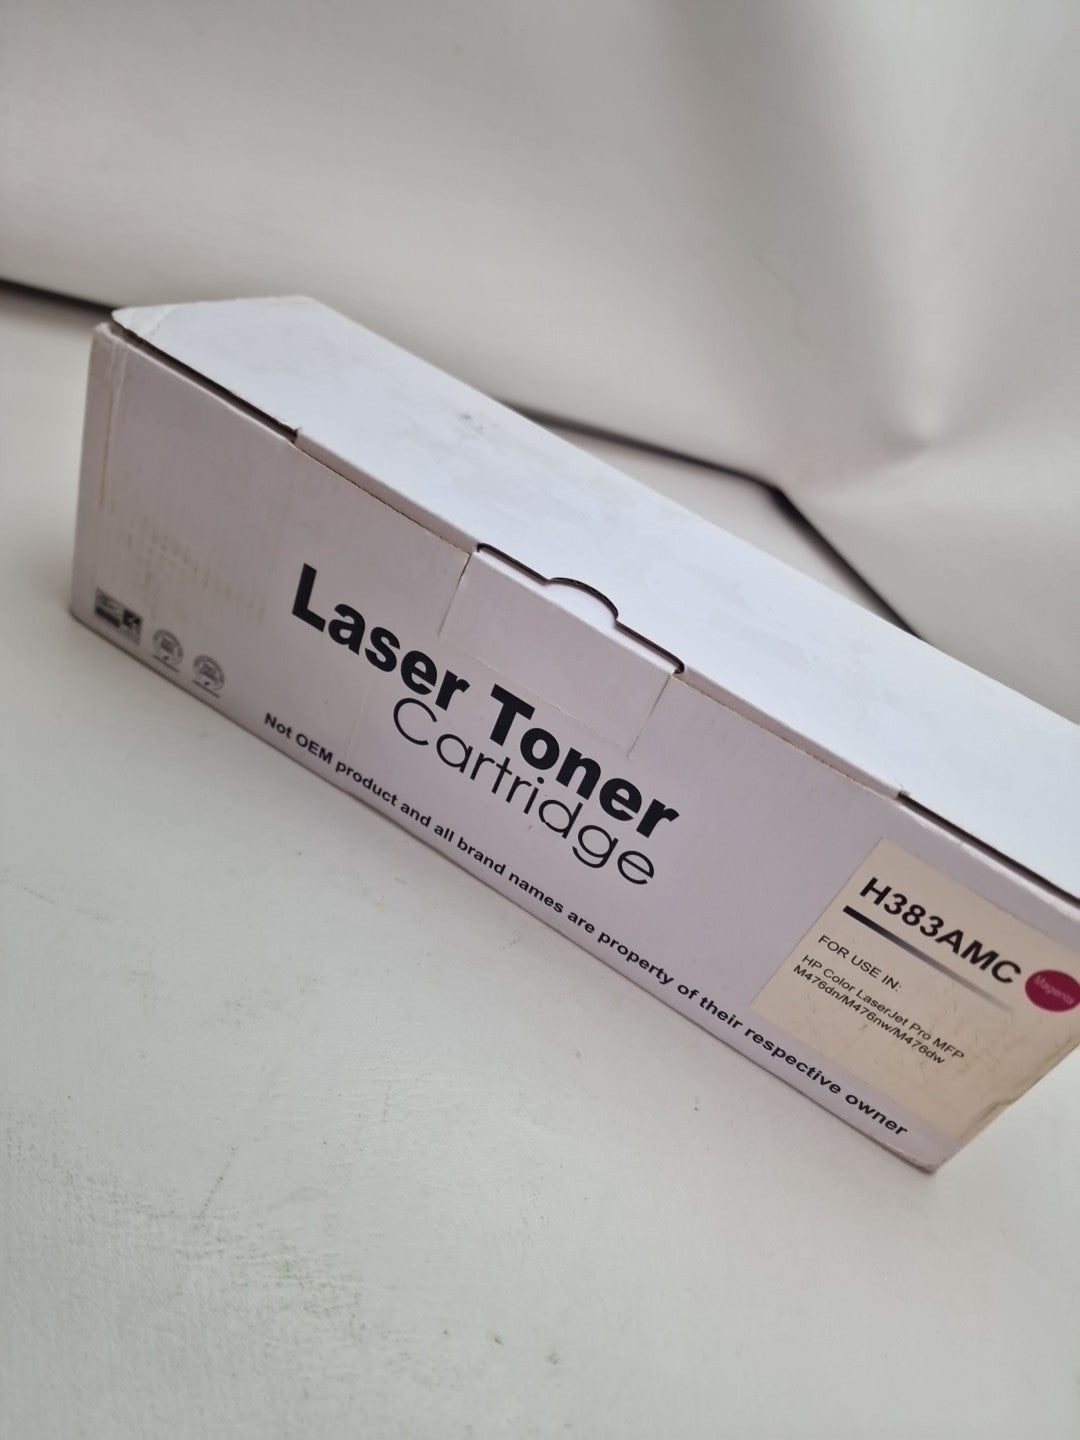 Laser Toner
Cartridge
Not OEM product and all brand names are property of their respective owner
H383AMC
Magenta
FOR USE IN:
HP Color LaserJet Pro MFP
M476dn/M476nw/M476dw